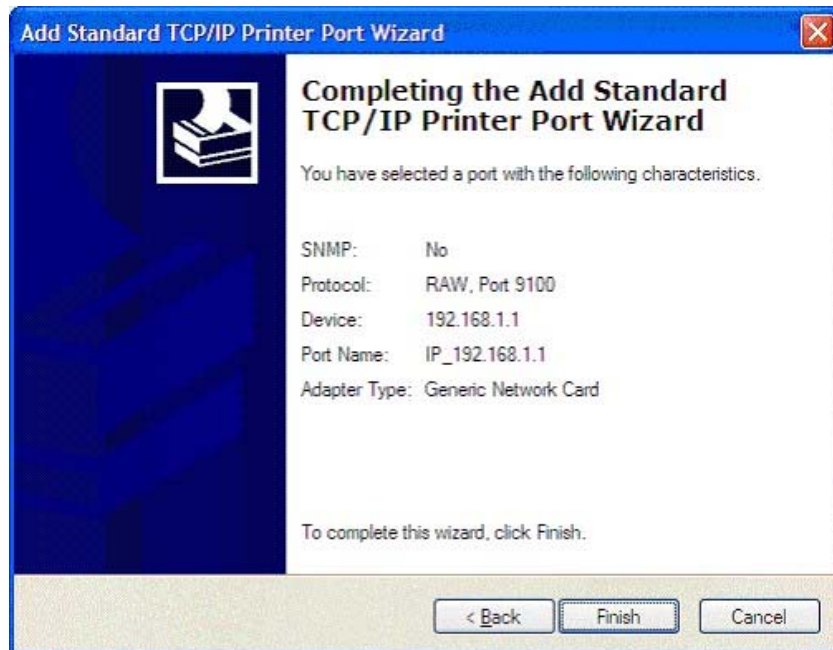 Add Standard TCP/IP Printer Port Wizard
Completing the Add Standard
TCP/IP Printer Port Wizard
You have selected a port with the following characteristics.
SNMP: No
Protocol: RAW, Port 9100
Device: 192.168.1.1
Port Name: IP_192.168.1.1
Adapter Type: Generic Network Card
To complete this wizard, click Finish.
< Back Finish Cancel